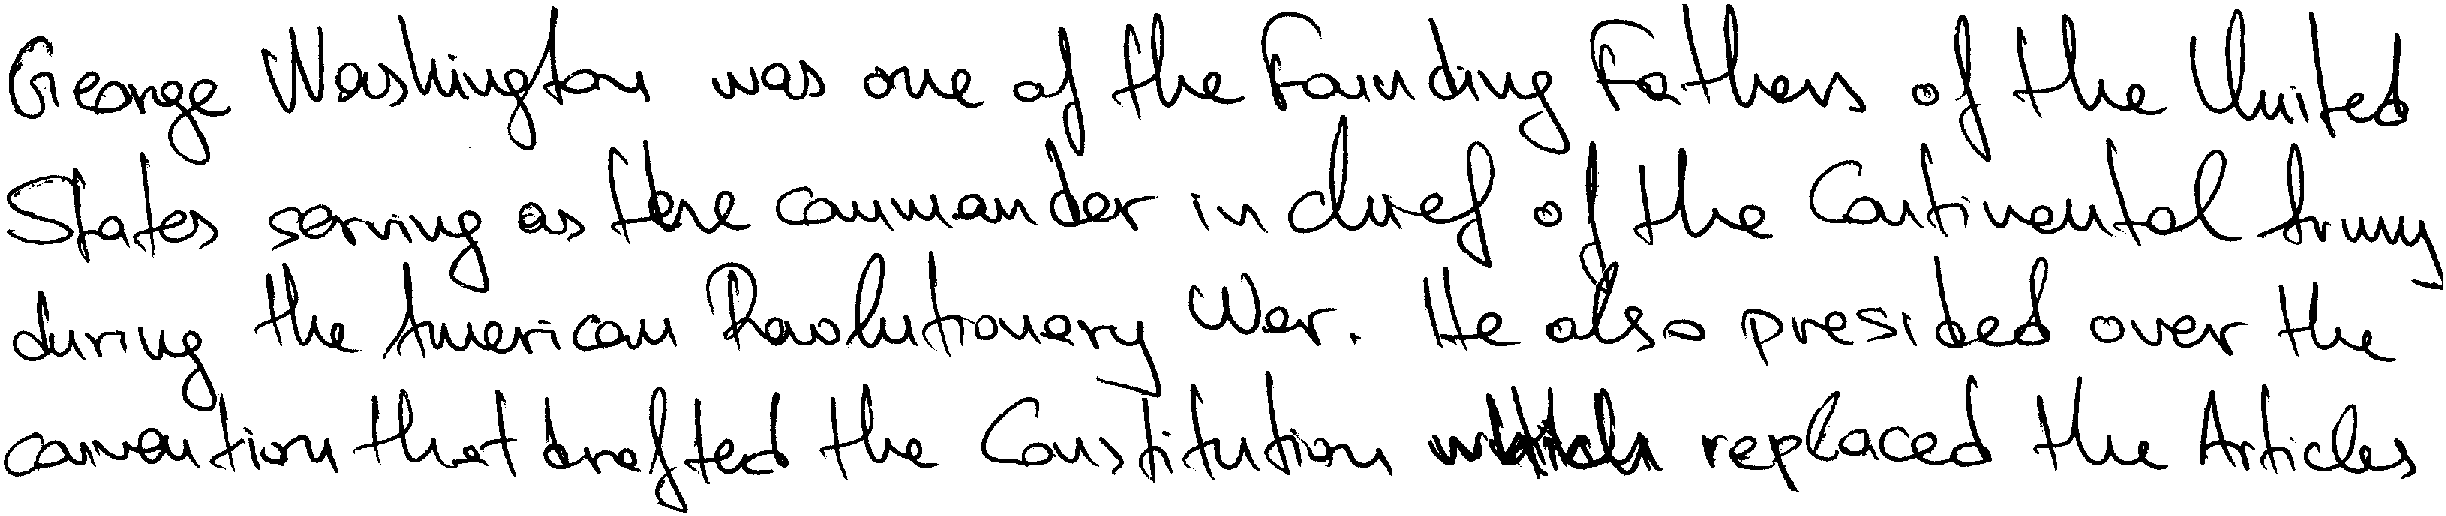 George Washington was one of the Founding Fathers of the United
States serving as the commander in chief of the Continental Army
during the American Revolutionary War. He also presided over the
convention that drafted the Constitution which replaced the Articles